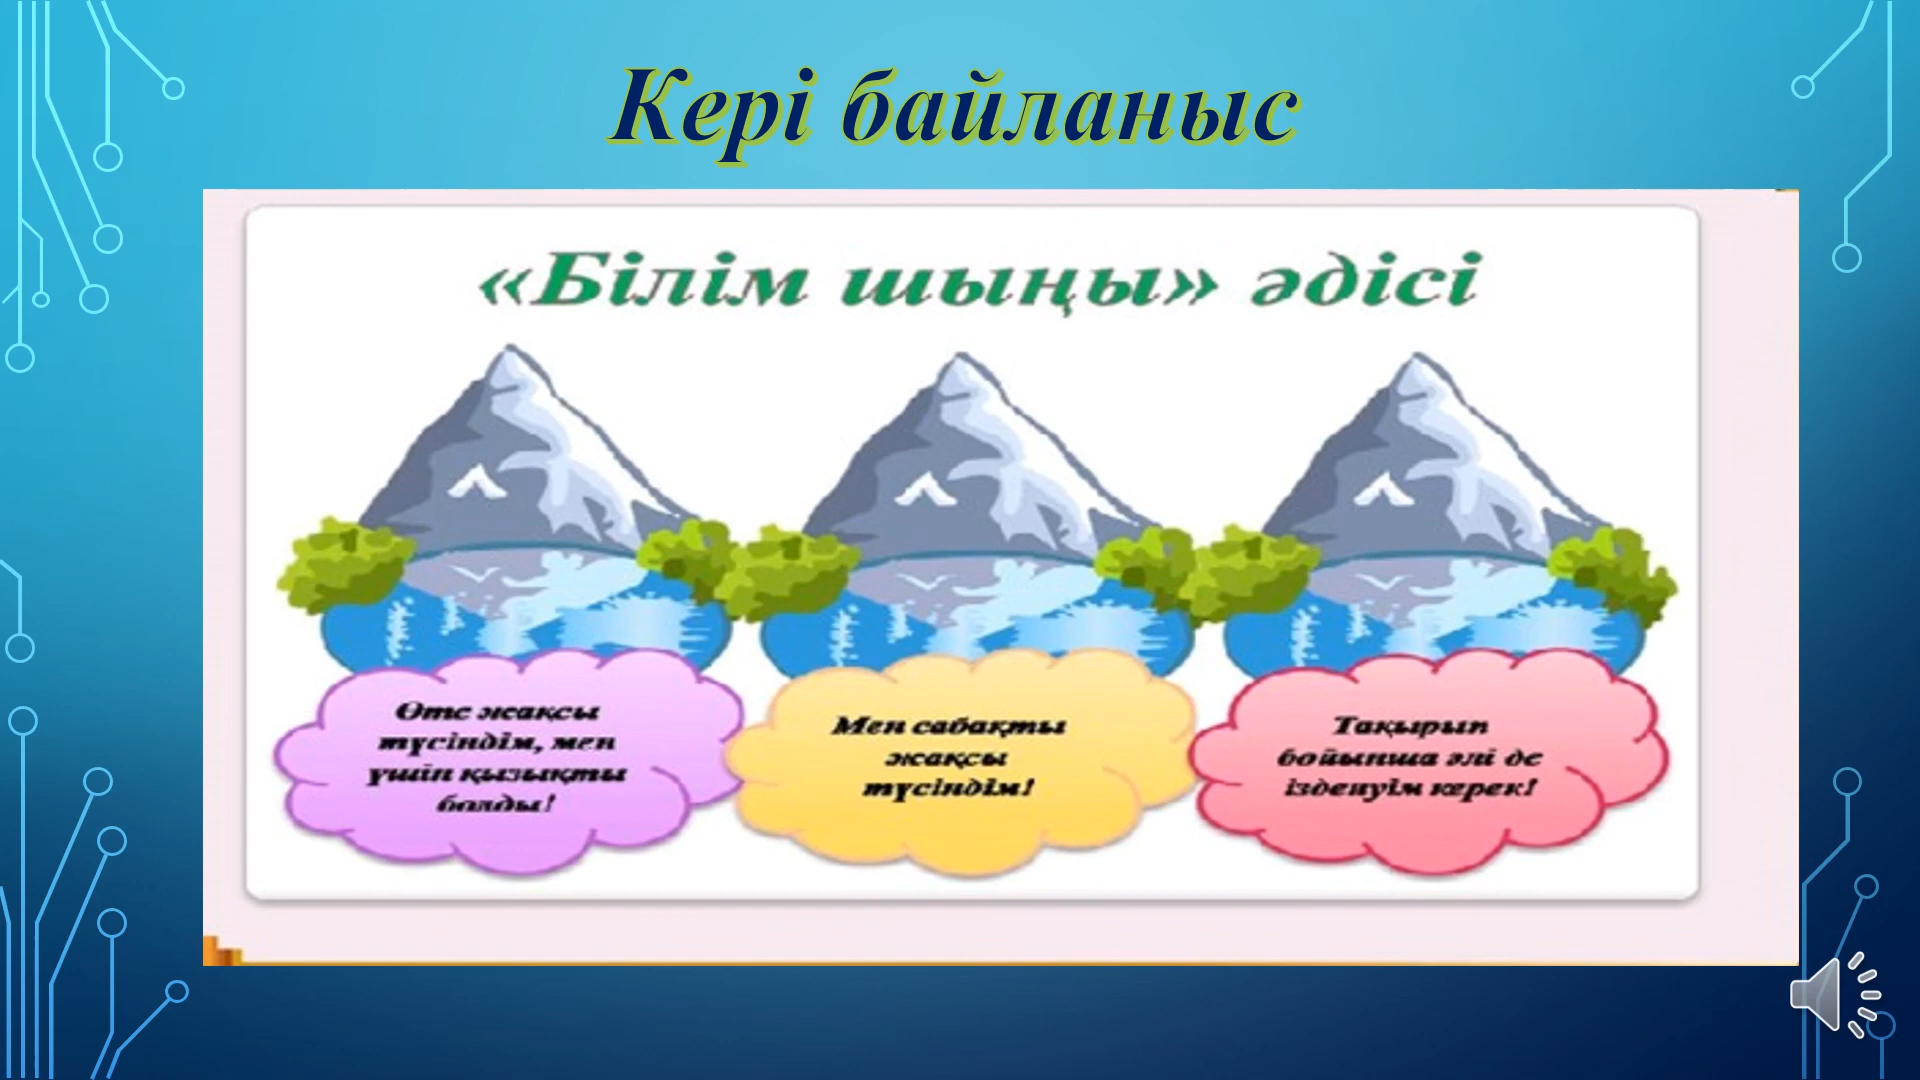 Кері байланыс
«Білім шыңы» әдісі
Өте жақсы
түсіндім, мен
үшін қызықты
болды!
Мен сабақты
жақсы
түсіндім!
Тақырып
бойынша әлі де
ізденуім керек!